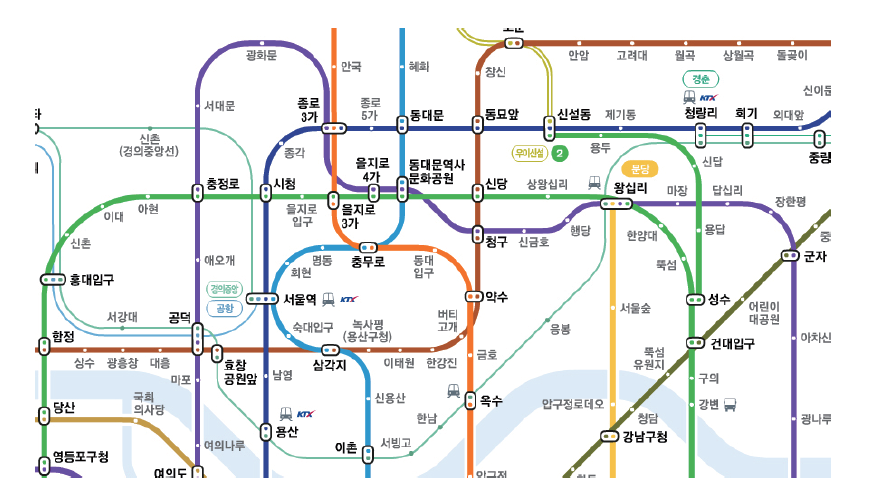 광화문
안국
혜화
창신
안암
고려대
월곡
상월곡
돌곶이
경춘
KTX
서대문
종로
3가
종로
5가
동대문
동묘앞
신설동
제기동
청량리
회기
외대앞
신이문
신촌
(경의중앙선)
종각
을지로
4가
동대문역사
문화공원
우이신설
2
용두
신답
중랑
분당
충정로
시청
신당
상왕십리
왕십리
마장
답십리
장한평
이대
아현
을지로
입구
을지로
3가
청구
신금호
행당
한양대
용답
신촌
애오개
명동
회현
충무로
동대
입구
뚝섬
군자
홍대입구
경의중앙
공항
서울역
KTX
약수
성수
서강대
공덕
숙대입구
녹사평
(용산구청)
버티
고개
응봉
서울숲
어린이
대공원
합정
상수
광흥창
대흥
효창
공원앞
삼각지
이태원
한강진
금호
건대입구
아차산
뚝섬
유원지
마포
남영
구의
국회
의사당
신용산
옥수
압구정로데오
청담
강변
당산
KTX
용산
한남
광나루
여의나루
이촌
서빙고
강남구청
영등포구청
여의도
압구정